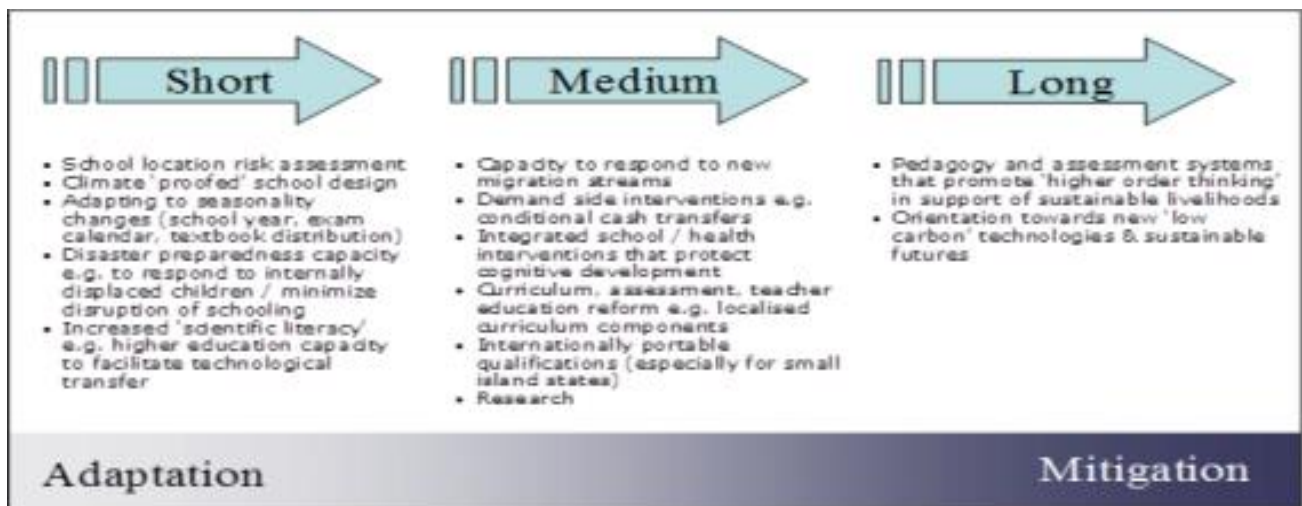 Short
Medium
Long
• School location risk assessment
• Climate 'proofed' school design
• Adapting to seasonality
changes (school year, exam
calendar, textbook distribution)
• Disaster preparedness capacity
e.g. to respond to internally
displaced children / minimize
disruption of schooling
• Increased 'scientific literacy'
e.g. higher education capacity
to facilitate technological
transfer
• Capacity to respond to new
migration streams
• Demand side interventions e.g.
conditional cash transfers
• Integrated school / health
interventions that protect
cognitive development
• Curriculum, assessment, teacher
education reform e.g. localised
curriculum components
• Internationally portable
qualifications (especially for small
island states)
• Research
• Pedagogy and assessment systems
that promote 'higher order thinking'
in support of sustainable livelihoods
• Orientation towards new 'low
carbon' technologies & sustainable
futures
Adaptation
Mitigation